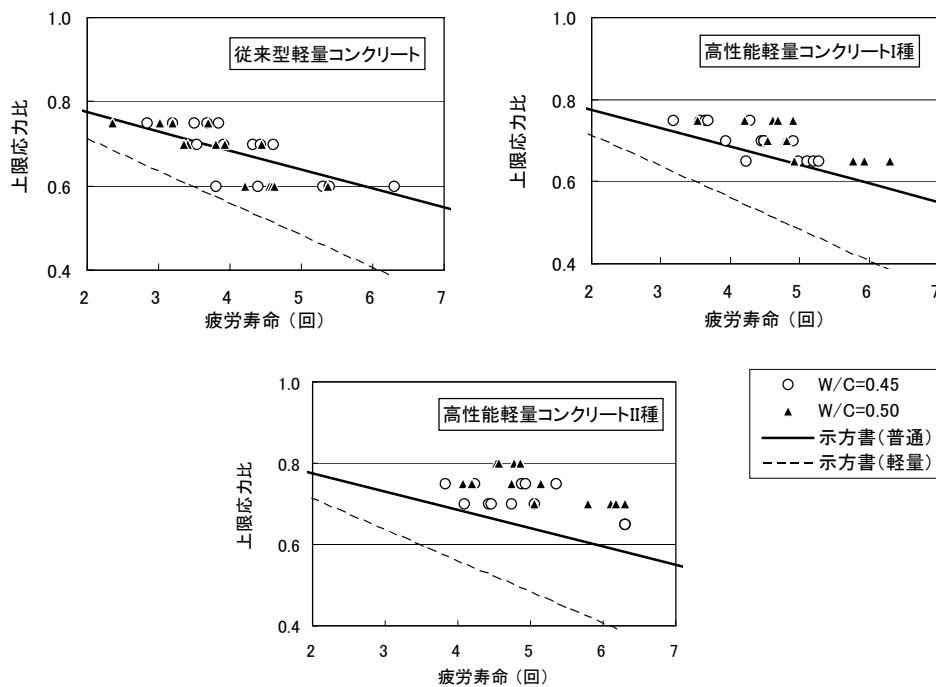 従来型軽量コンクリート
上限応力比
1.0
0.8
0.6
0.4
2 3 4 5 6 7
疲労寿命（回）
高性能軽量コンクリートI種
上限応力比
1.0
0.8
0.6
0.4
2 3 4 5 6 7
疲労寿命（回）
高性能軽量コンクリートII種
上限応力比
1.0
0.8
0.6
0.4
2 3 4 5 6 7
疲労寿命（回）
W/C=0.45
W/C=0.50
示方書(普通)
示方書(軽量)